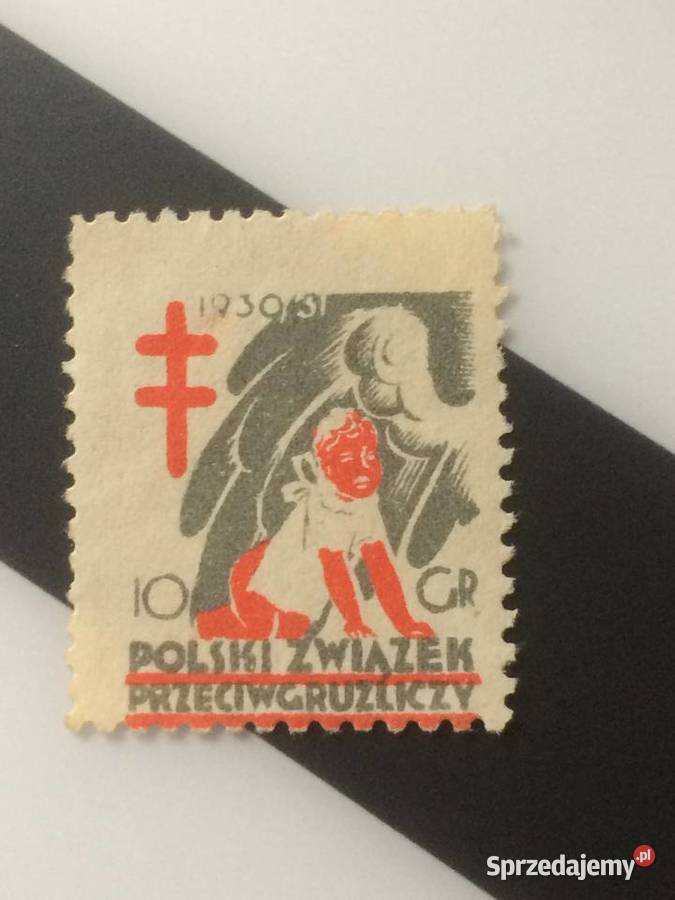 1930/31
10 GR.
POLSKI ZWIĄZEK
PRZECIWGRUŹLICZY
Sprzedajemy.pl